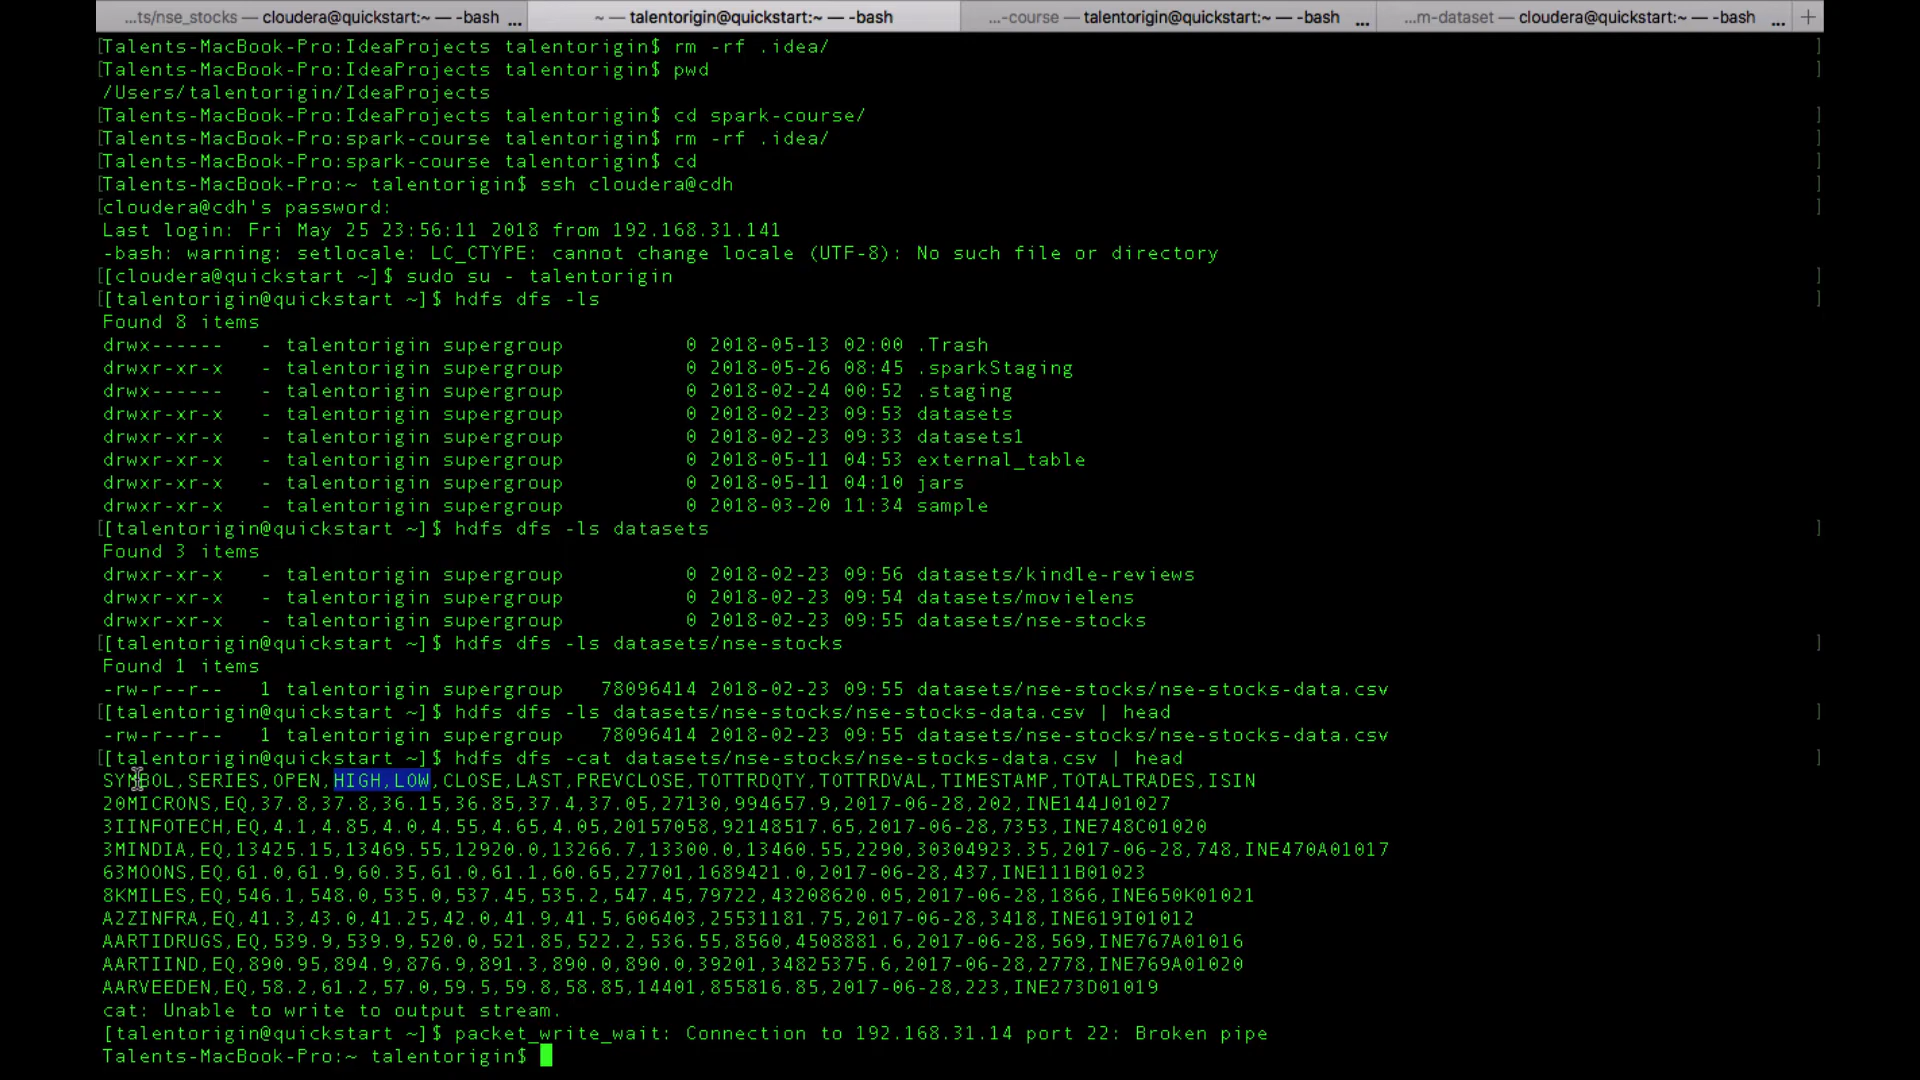 ...ts/nse_stocks — cloudera@quickstart:~ — -bash ...
~ — talentorigin@quickstart:~ — -bash
...-course — talentorigin@quickstart:~ — -bash ...
...m-dataset — cloudera@quickstart:~ — -bash ... +
[Talents-MacBook-Pro:IdeaProjects talentorigin$ rm -rf .idea/ ]
[Talents-MacBook-Pro:IdeaProjects talentorigin$ pwd ]
/Users/talentorigin/IdeaProjects
[Talents-MacBook-Pro:IdeaProjects talentorigin$ cd spark-course/ ]
[Talents-MacBook-Pro:spark-course talentorigin$ rm -rf .idea/ ]
[Talents-MacBook-Pro:spark-course talentorigin$ cd ]
[Talents-MacBook-Pro:~ talentorigin$ ssh cloudera@cdh ]
[cloudera@cdh's password: ]
Last login: Fri May 25 23:56:11 2018 from 192.168.31.141
-bash: warning: setlocale: LC_CTYPE: cannot change locale (UTF-8): No such file or directory
[[cloudera@quickstart ~]$ sudo su - talentorigin ]
[[talentorigin@quickstart ~]$ hdfs dfs -ls ]
Found 8 items
drwx------ - talentorigin supergroup 0 2018-05-13 02:00 .Trash
drwxr-xr-x - talentorigin supergroup 0 2018-05-26 08:45 .sparkStaging
drwx------ - talentorigin supergroup 0 2018-02-24 00:52 .staging
drwxr-xr-x - talentorigin supergroup 0 2018-02-23 09:53 datasets
drwxr-xr-x - talentorigin supergroup 0 2018-02-23 09:33 datasets1
drwxr-xr-x - talentorigin supergroup 0 2018-05-11 04:53 external_table
drwxr-xr-x - talentorigin supergroup 0 2018-05-11 04:10 jars
drwxr-xr-x - talentorigin supergroup 0 2018-03-20 11:34 sample
[[talentorigin@quickstart ~]$ hdfs dfs -ls datasets ]
Found 3 items
drwxr-xr-x - talentorigin supergroup 0 2018-02-23 09:56 datasets/kindle-reviews
drwxr-xr-x - talentorigin supergroup 0 2018-02-23 09:54 datasets/movielens
drwxr-xr-x - talentorigin supergroup 0 2018-02-23 09:55 datasets/nse-stocks
[[talentorigin@quickstart ~]$ hdfs dfs -ls datasets/nse-stocks ]
Found 1 items
-rw-r--r-- 1 talentorigin supergroup 78096414 2018-02-23 09:55 datasets/nse-stocks/nse-stocks-data.csv
[[talentorigin@quickstart ~]$ hdfs dfs -ls datasets/nse-stocks/nse-stocks-data.csv | head ]
-rw-r--r-- 1 talentorigin supergroup 78096414 2018-02-23 09:55 datasets/nse-stocks/nse-stocks-data.csv
[[talentorigin@quickstart ~]$ hdfs dfs -cat datasets/nse-stocks/nse-stocks-data.csv | head ]
SYMBOL,SERIES,OPEN,HIGH,LOW,CLOSE,LAST,PREVCLOSE,TOTTRDQTY,TOTTRDVAL,TIMESTAMP,TOTALTRADES,ISIN
20MICRONS,EQ,37.8,37.8,36.15,36.85,37.4,37.05,27130,994657.9,2017-06-28,202,INE144J01027
3IINFOTECH,EQ,4.1,4.85,4.0,4.55,4.65,4.05,20157058,92148517.65,2017-06-28,7353,INE748C01020
3MINDIA,EQ,13425.15,13469.55,12920.0,13266.7,13300.0,13460.55,2290,30304923.35,2017-06-28,748,INE470A01017
63MOONS,EQ,61.0,61.9,60.35,61.0,61.1,60.65,27701,1689421.0,2017-06-28,437,INE111B01023
8KMILES,EQ,546.1,548.0,535.0,537.45,535.2,547.45,79722,43208620.05,2017-06-28,1866,INE650K01021
A2ZINFRA,EQ,41.3,43.0,41.25,42.0,41.9,41.5,606403,25531181.75,2017-06-28,3418,INE619I01012
AARTIDRUGS,EQ,539.9,539.9,520.0,521.85,522.2,536.55,8560,4508881.6,2017-06-28,569,INE767A01016
AARTIIND,EQ,890.95,894.9,876.9,891.3,890.0,890.0,39201,34825375.6,2017-06-28,2778,INE769A01020
AARVEEDEN,EQ,58.2,61.2,57.0,59.5,59.8,58.85,14401,855816.85,2017-06-28,223,INE273D01019
cat: Unable to write to output stream.
[talentorigin@quickstart ~]$ packet_write_wait: Connection to 192.168.31.14 port 22: Broken pipe
Talents-MacBook-Pro:~ talentorigin$